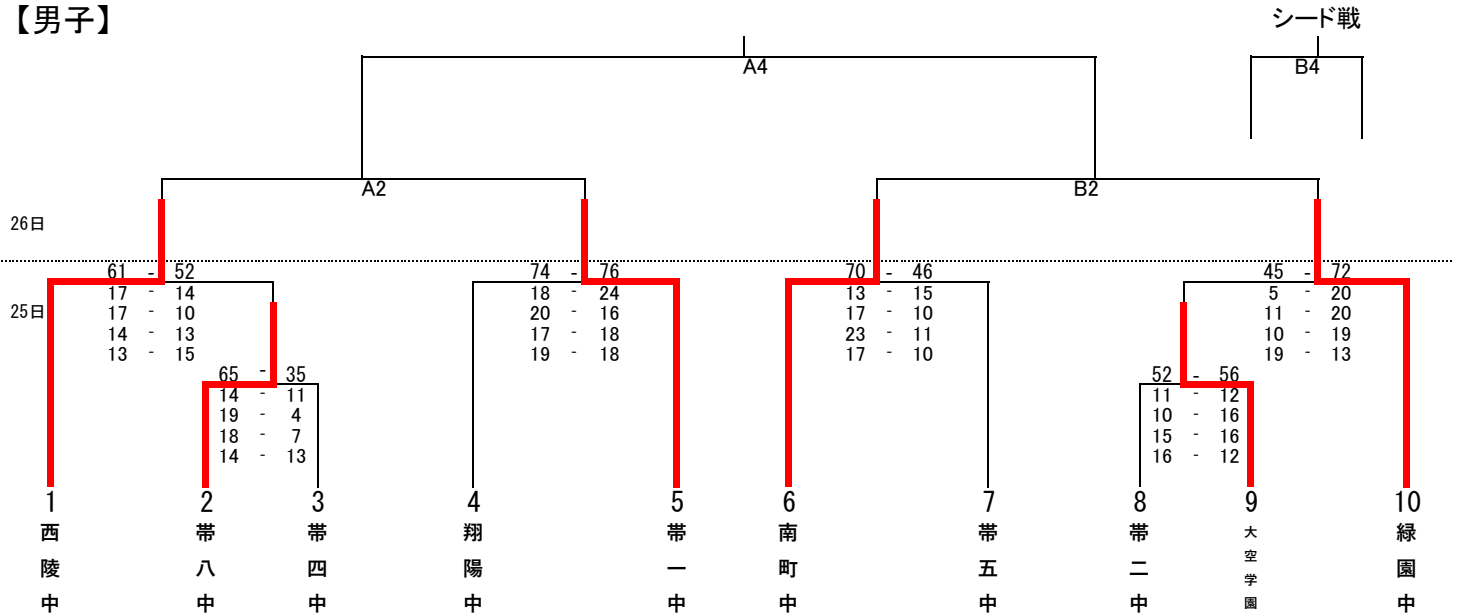 【男子】
シード戦
A4
B4
A2
B2
26日
61 - 52
74 - 76
70 - 46
45 - 72
17 - 14
18 - 24
13 - 15
5 - 20
25日
17 - 10
20 - 16
17 - 10
11 - 20
14 - 13
17 - 18
23 - 11
10 - 19
13 - 15
19 - 18
17 - 10
19 - 13
65 - 35
52 - 56
14 - 11
11 - 12
19 - 4
10 - 16
18 - 7
15 - 16
14 - 13
16 - 12
1
2
3
4
5
6
7
8
9
10
西陵中
帯八中
帯四中
翔陽中
帯一中
南町中
帯五中
帯二中
大空学園
緑園中